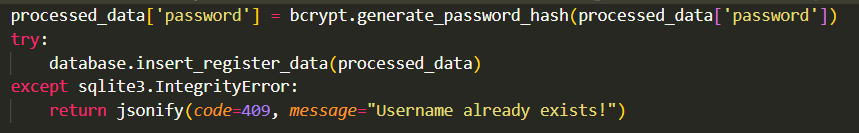 processed_data['password'] = bcrypt.generate_password_hash(processed_data['password'])
try:
    database.insert_register_data(processed_data)
except sqlite3.IntegrityError:
    return jsonify(code=409, message="Username already exists!")